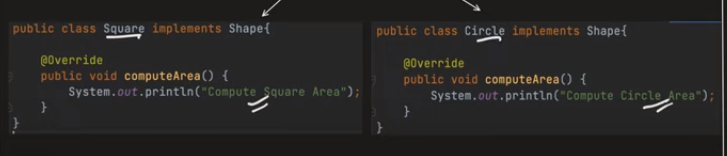 public class Square implements Shape{
@Override
public void computeArea() {
System.out.println("Compute Square Area");
}
}
public class Circle implements Shape{
@Override
public void computeArea() {
System.out.println("Compute Circle Area");
}
}